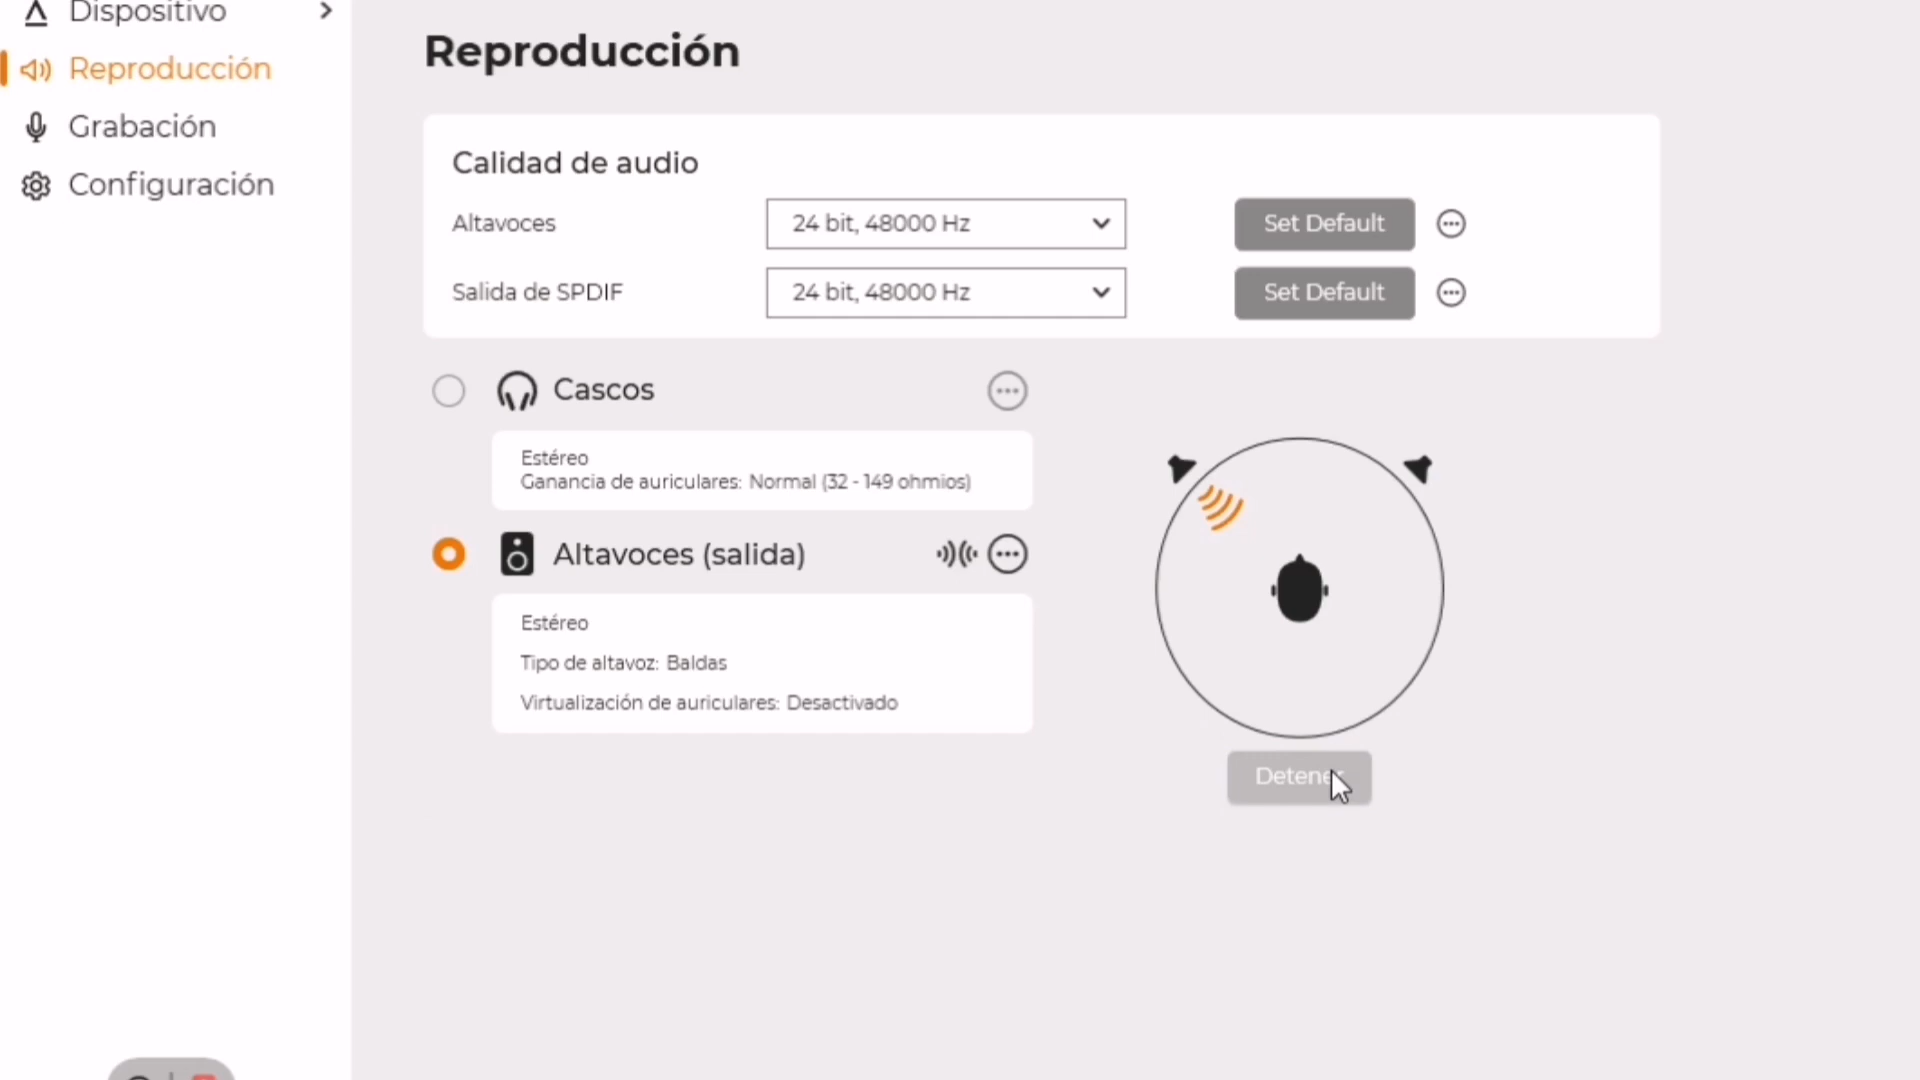 Dispositivo
Reproducción
Grabación
Configuración
Reproducción
Calidad de audio
Altavoces 24 bit, 48000 Hz Set Default
Salida de SPDIF 24 bit, 48000 Hz Set Default
Cascos
Estéreo
Ganancia de auriculares: Normal (32 - 149 ohmios)
Altavoces (salida)
Estéreo
Tipo de altavoz: Baldas
Virtualización de auriculares: Desactivado
Detener